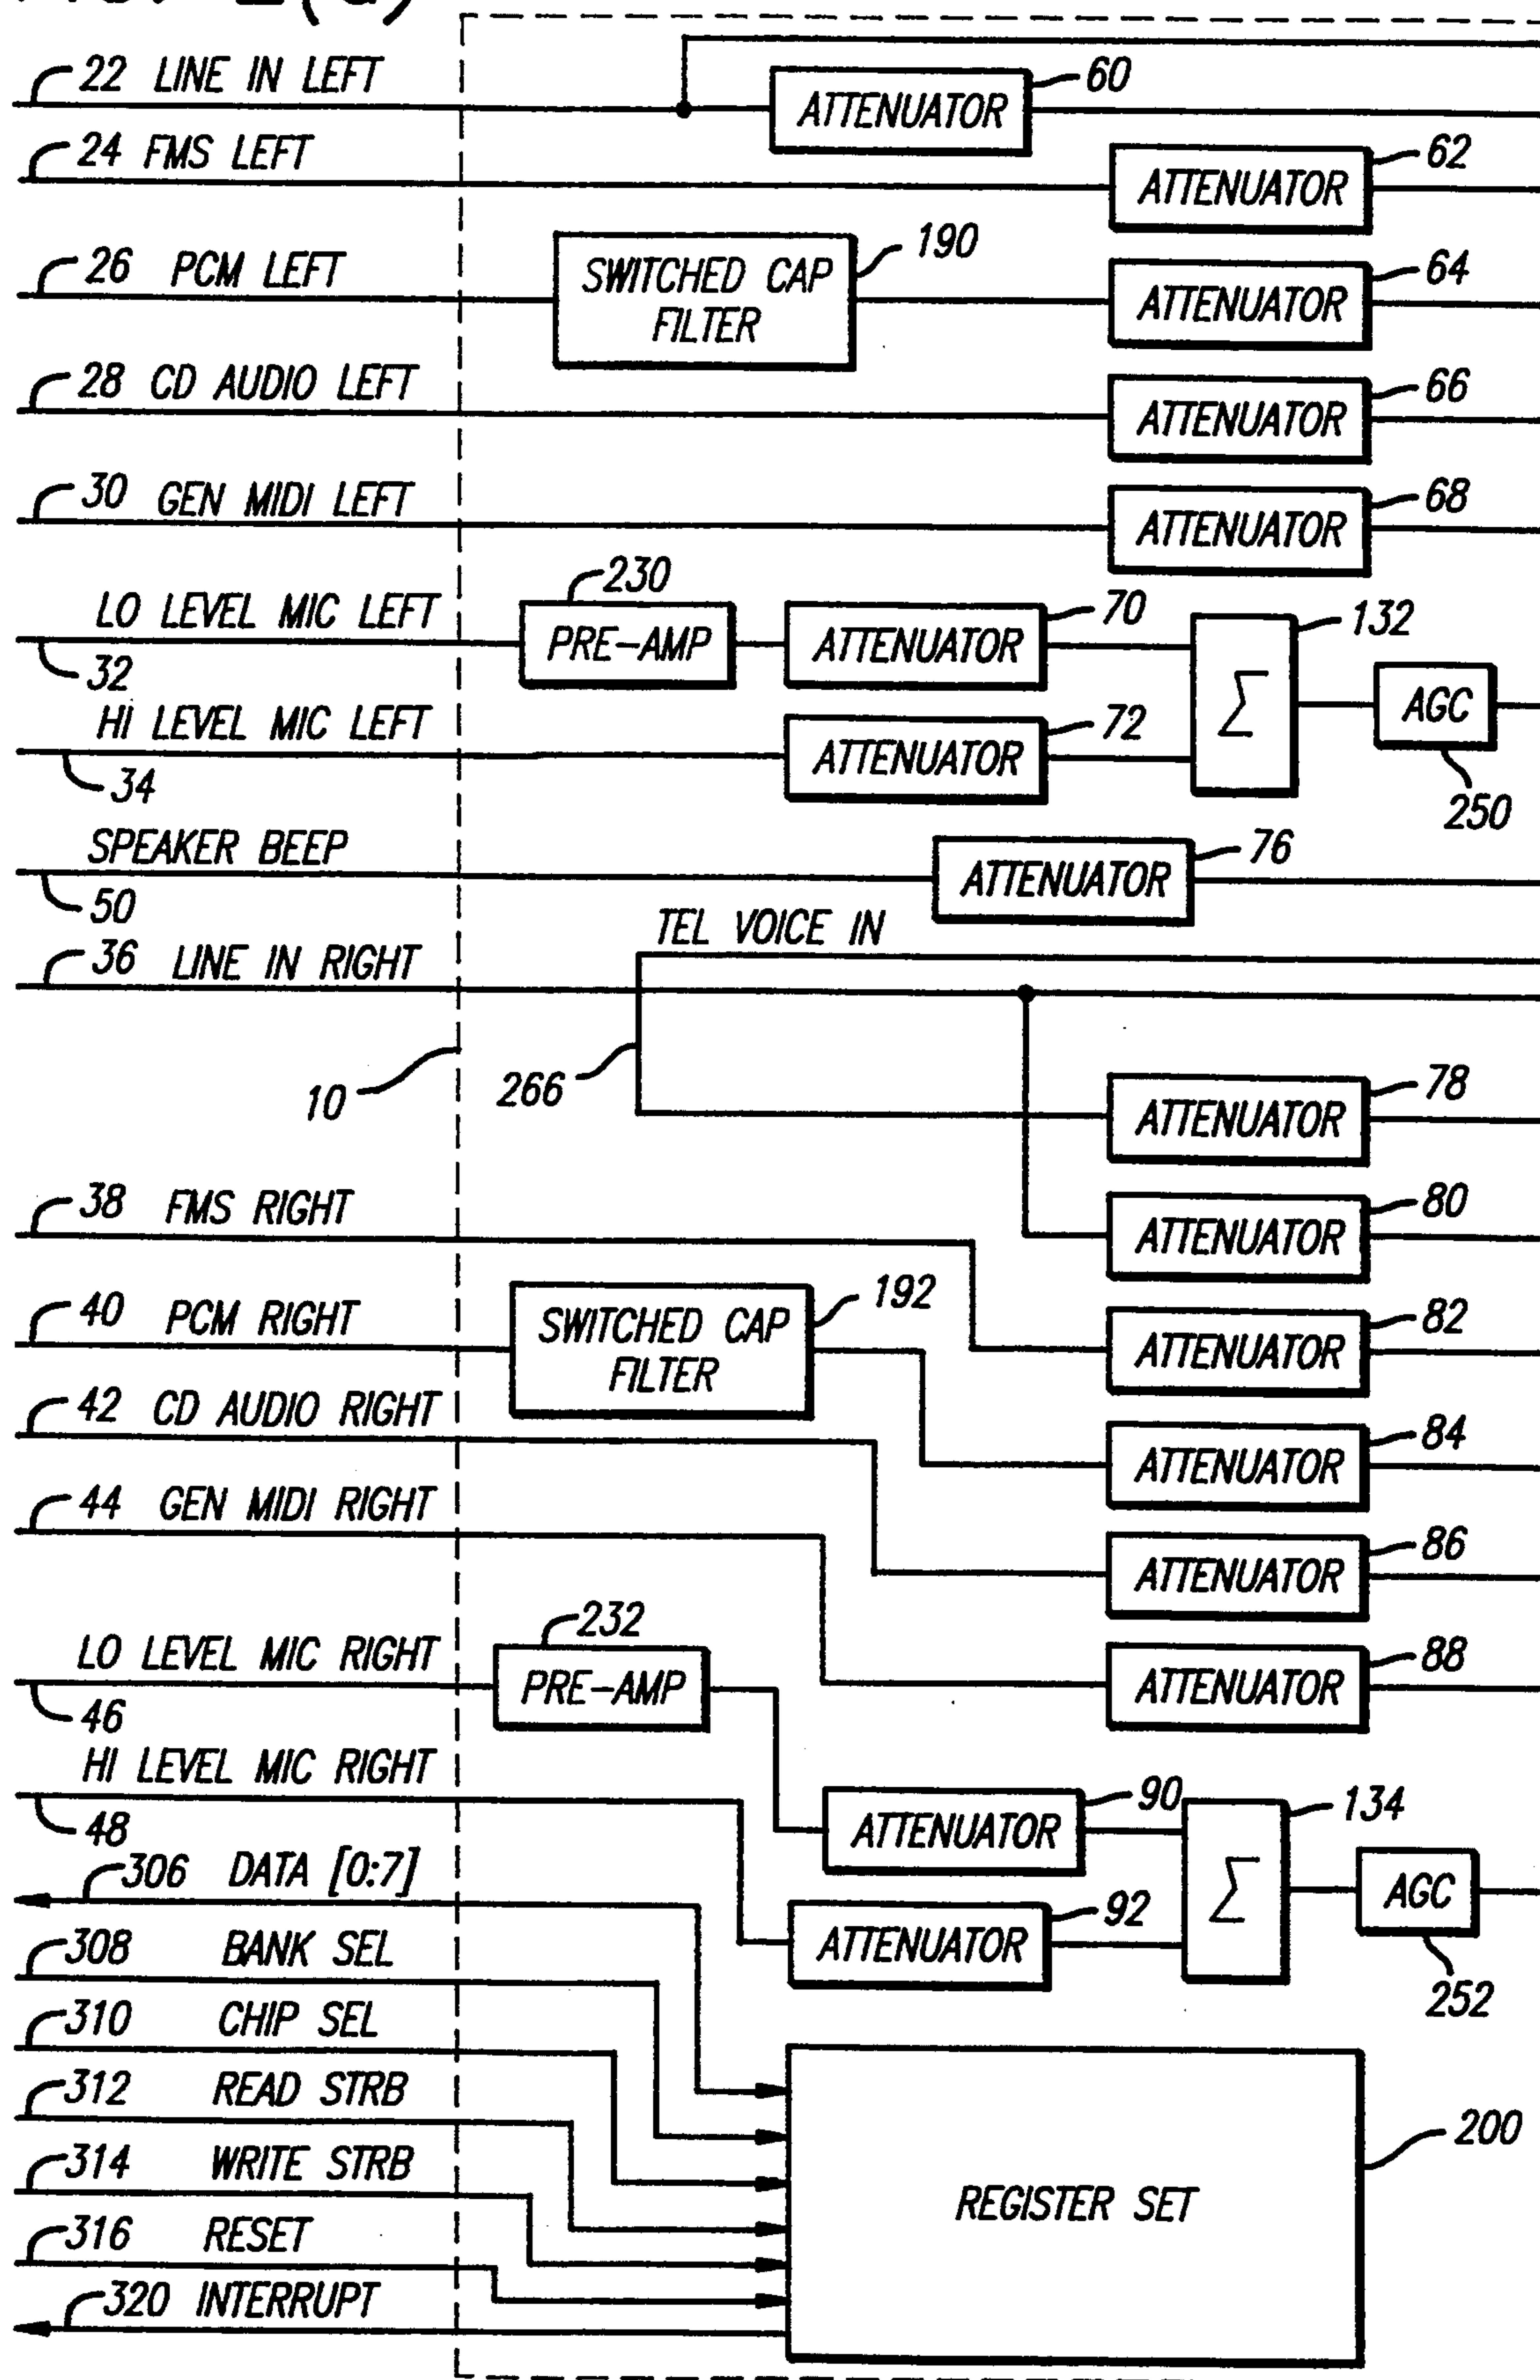 22 LINE IN LEFT
ATTENUATOR 60
24 FMS LEFT
ATTENUATOR 62
26 PCM LEFT
SWITCHED CAP
FILTER
190
ATTENUATOR 64
28 CD AUDIO LEFT
ATTENUATOR 66
30 GEN MIDI LEFT
ATTENUATOR 68
LO LEVEL MIC LEFT
32
230
PRE-AMP
ATTENUATOR 70
Σ
132
AGC
250
HI LEVEL MIC LEFT
34
ATTENUATOR 72
SPEAKER BEEP
50
ATTENUATOR 76
TEL VOICE IN
36 LINE IN RIGHT
10
266
ATTENUATOR 78
38 FMS RIGHT
ATTENUATOR 80
40 PCM RIGHT
SWITCHED CAP
FILTER
192
ATTENUATOR 82
42 CD AUDIO RIGHT
ATTENUATOR 84
44 GEN MIDI RIGHT
ATTENUATOR 86
LO LEVEL MIC RIGHT
46
232
PRE-AMP
ATTENUATOR 88
HI LEVEL MIC RIGHT
48
ATTENUATOR 90
Σ
134
AGC
252
306 DATA [0:7]
ATTENUATOR 92
308 BANK SEL
310 CHIP SEL
312 READ STRB
314 WRITE STRB
316 RESET
320 INTERRUPT
REGISTER SET
200